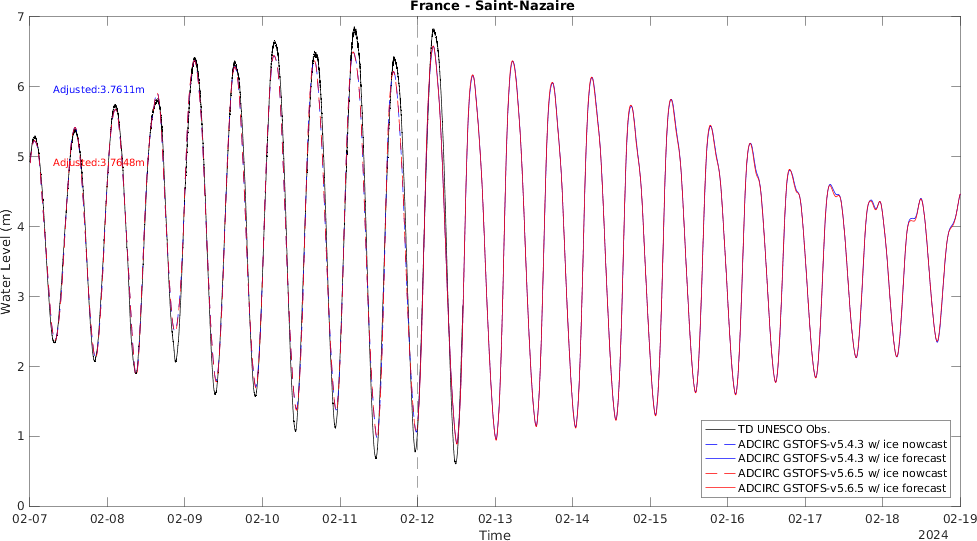 France - Saint-Nazaire
7
6
5
4
3
2
1
0
Water Level (m)
Adjusted:3.7611m
Adjusted:3.7648m
TD UNESCO Obs.
ADCIRC GSTOFS-v5.4.3 w/ ice nowcast
ADCIRC GSTOFS-v5.4.3 w/ ice forecast
ADCIRC GSTOFS-v5.6.5 w/ ice nowcast
ADCIRC GSTOFS-v5.6.5 w/ ice forecast
02-07 02-08 02-09 02-10 02-11 02-12 02-13 02-14 02-15 02-16 02-17 02-18 02-19
Time
2024